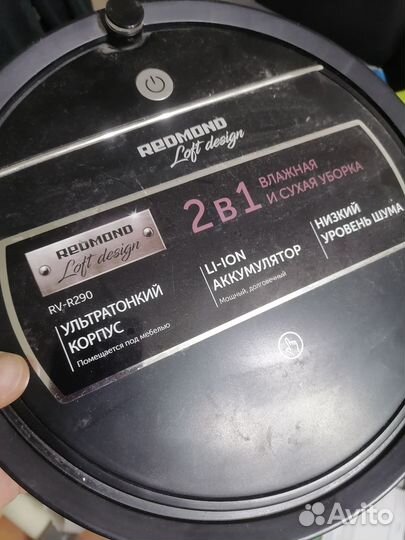 REDMOND
Loft design
2 в 1 ВЛАЖНАЯ
И СУХАЯ УБОРКА
REDMOND
Loft design
RV-R290
УЛЬТРАТОНКИЙ
КОРПУС
Помещается под мебелью
LI-ION
АККУМУЛЯТОР
Мощный, долговечный
НИЗКИЙ
УРОВЕНЬ ШУМА
Avito